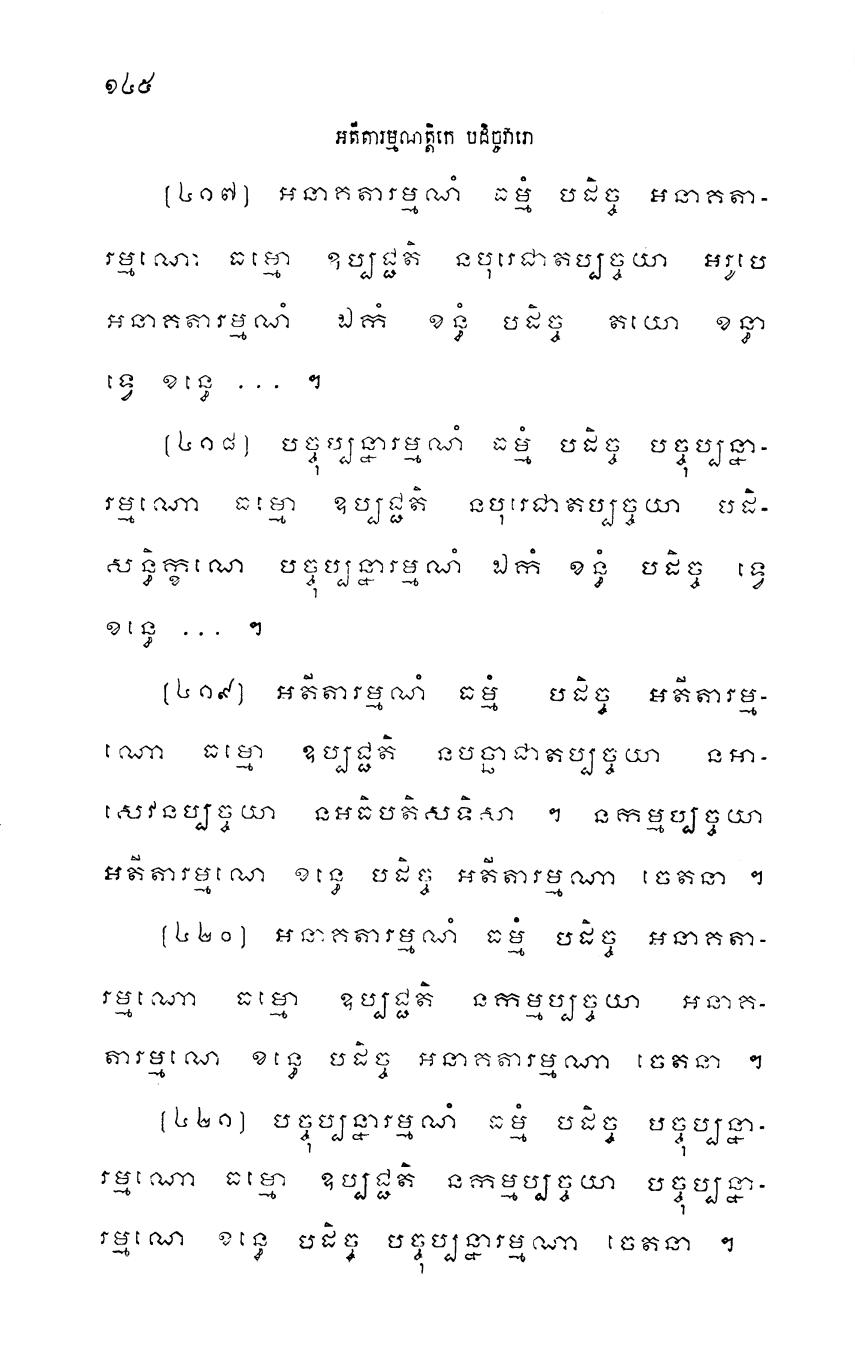 ១៤៥
អតីតារម្មណត្តិកេ បដិច្ចវារោ
[៤១៧] អនាគតារម្មណំ ធម្មំ បដិច្ច អនាគតា-
រម្មណោ ធម្មោ ឧប្បជ្ជតិ នបុរេជាតប្បច្ចយា អរូបេ
អនាគតារម្មណំ ឯកំ ខន្ធំ បដិច្ច តយោ ខន្ធា
ទ្វេ ខន្ធេ ... ។
[៤១៨] បច្ចុប្បន្នារម្មណំ ធម្មំ បដិច្ច បច្ចុប្បន្នា-
រម្មណោ ធម្មោ ឧប្បជ្ជតិ នបុរេជាតប្បច្ចយា បដិ-
សន្ធិក្ខណេ បច្ចុប្បន្នារម្មណំ ឯកំ ខន្ធំ បដិច្ច ទ្វេ
ខន្ធេ ... ។
[៤១៩] អតីតារម្មណំ ធម្មំ បដិច្ច អតីតារម្ម-
ណោ ធម្មោ ឧប្បជ្ជតិ នបច្ឆាជាតប្បច្ចយា នអា-
សេវនប្បច្ចយា នអធិបតិសទិសា ។ នកម្មប្បច្ចយា
អតីតារម្មណេ ខន្ធេ បដិច្ច អតីតារម្មណា ចេតនា ។
[៤២០] អនាគតារម្មណំ ធម្មំ បដិច្ច អនាគតា-
រម្មណោ ធម្មោ ឧប្បជ្ជតិ នកម្មប្បច្ចយា អនាគ-
តារម្មណេ ខន្ធេ បដិច្ច អនាគតារម្មណា ចេតនា ។
[៤២១] បច្ចុប្បន្នារម្មណំ ធម្មំ បដិច្ច បច្ចុប្បន្នា-
រម្មណោ ធម្មោ ឧប្បជ្ជតិ នកម្មប្បច្ចយា បច្ចុប្បន្នា-
រម្មណេ ខន្ធេ បដិច្ច បច្ចុប្បន្នារម្មណា ចេតនា ។